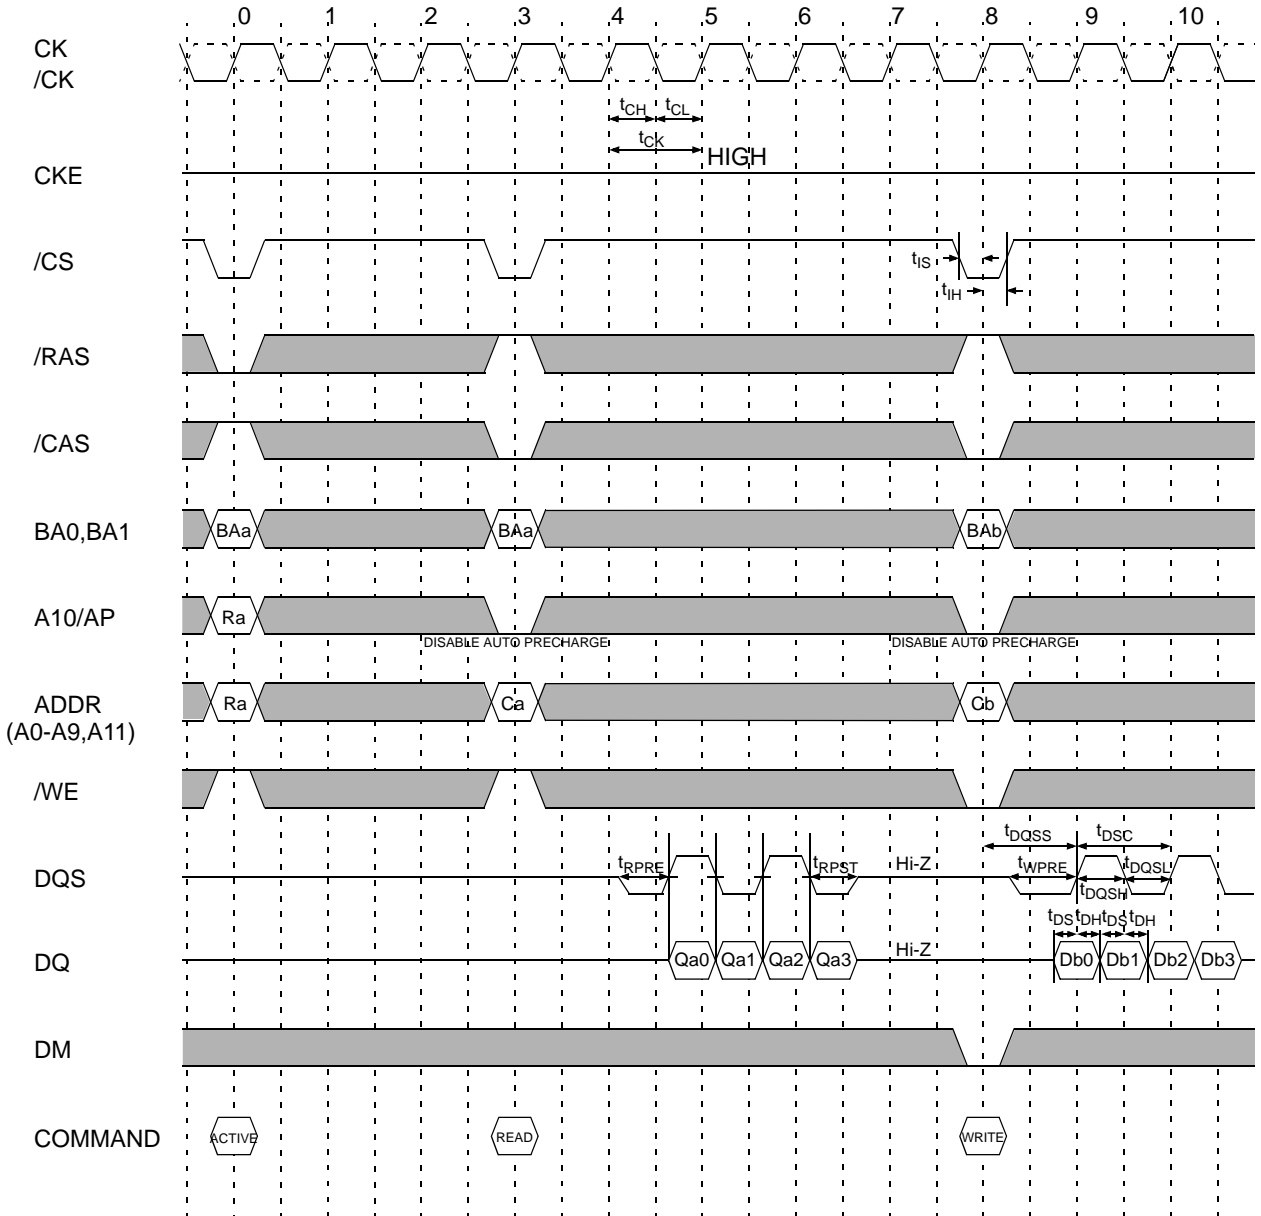 0 1 2 3 4 5 6 7 8 9 10
CK
/CK
tCH tCL
tCK
HIGH
CKE
/CS
tIS
tIH
/RAS
/CAS
BA0,BA1 BAa BAa BAb
A10/AP Ra
DISABLE AUTO PRECHARGE DISABLE AUTO PRECHARGE
ADDR Ra Ca Cb
(A0-A9,A11)
/WE
tDQSS tDSC
DQS tRPRE tRPST Hi-Z tWPRE tDQSL
tDQSH
tDS tDH tDS tDH
DQ Qa0 Qa1 Qa2 Qa3 Hi-Z Db0 Db1 Db2 Db3
DM
COMMAND ACTIVE READ WRITE